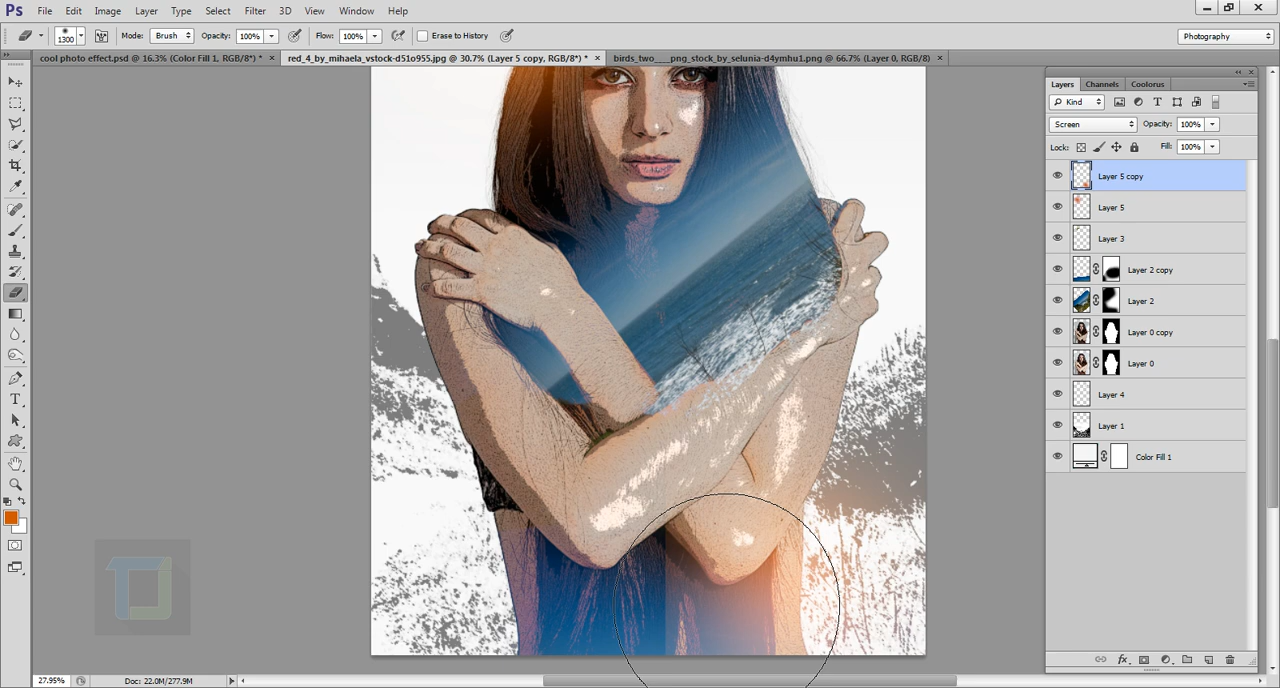 Ps File Edit Image Layer Type Select Filter 3D View Window Help
1300 Mode: Brush Opacity: 100% Flow: 100% Erase to History Photography
cool photo effect.psd @ 16.3% (Color Fill 1, RGB/8*) * × red_4_by_mihaela_vstock-d51o955.jpg @ 30.7% (Layer 5 copy, RGB/8*) * × birds_two___png_stock_by_selunia-d4ymhu1.png @ 66.7% (Layer 0, RGB/8) ×
Layers Channels Coolorus
Kind
Screen Opacity: 100%
Lock: Fill: 100%
Layer 5 copy
Layer 5
Layer 3
Layer 2 copy
Layer 2
Layer 0 copy
Layer 0
Layer 4
Layer 1
Color Fill 1
fx
27.95% Doc: 22.0M/277.9M